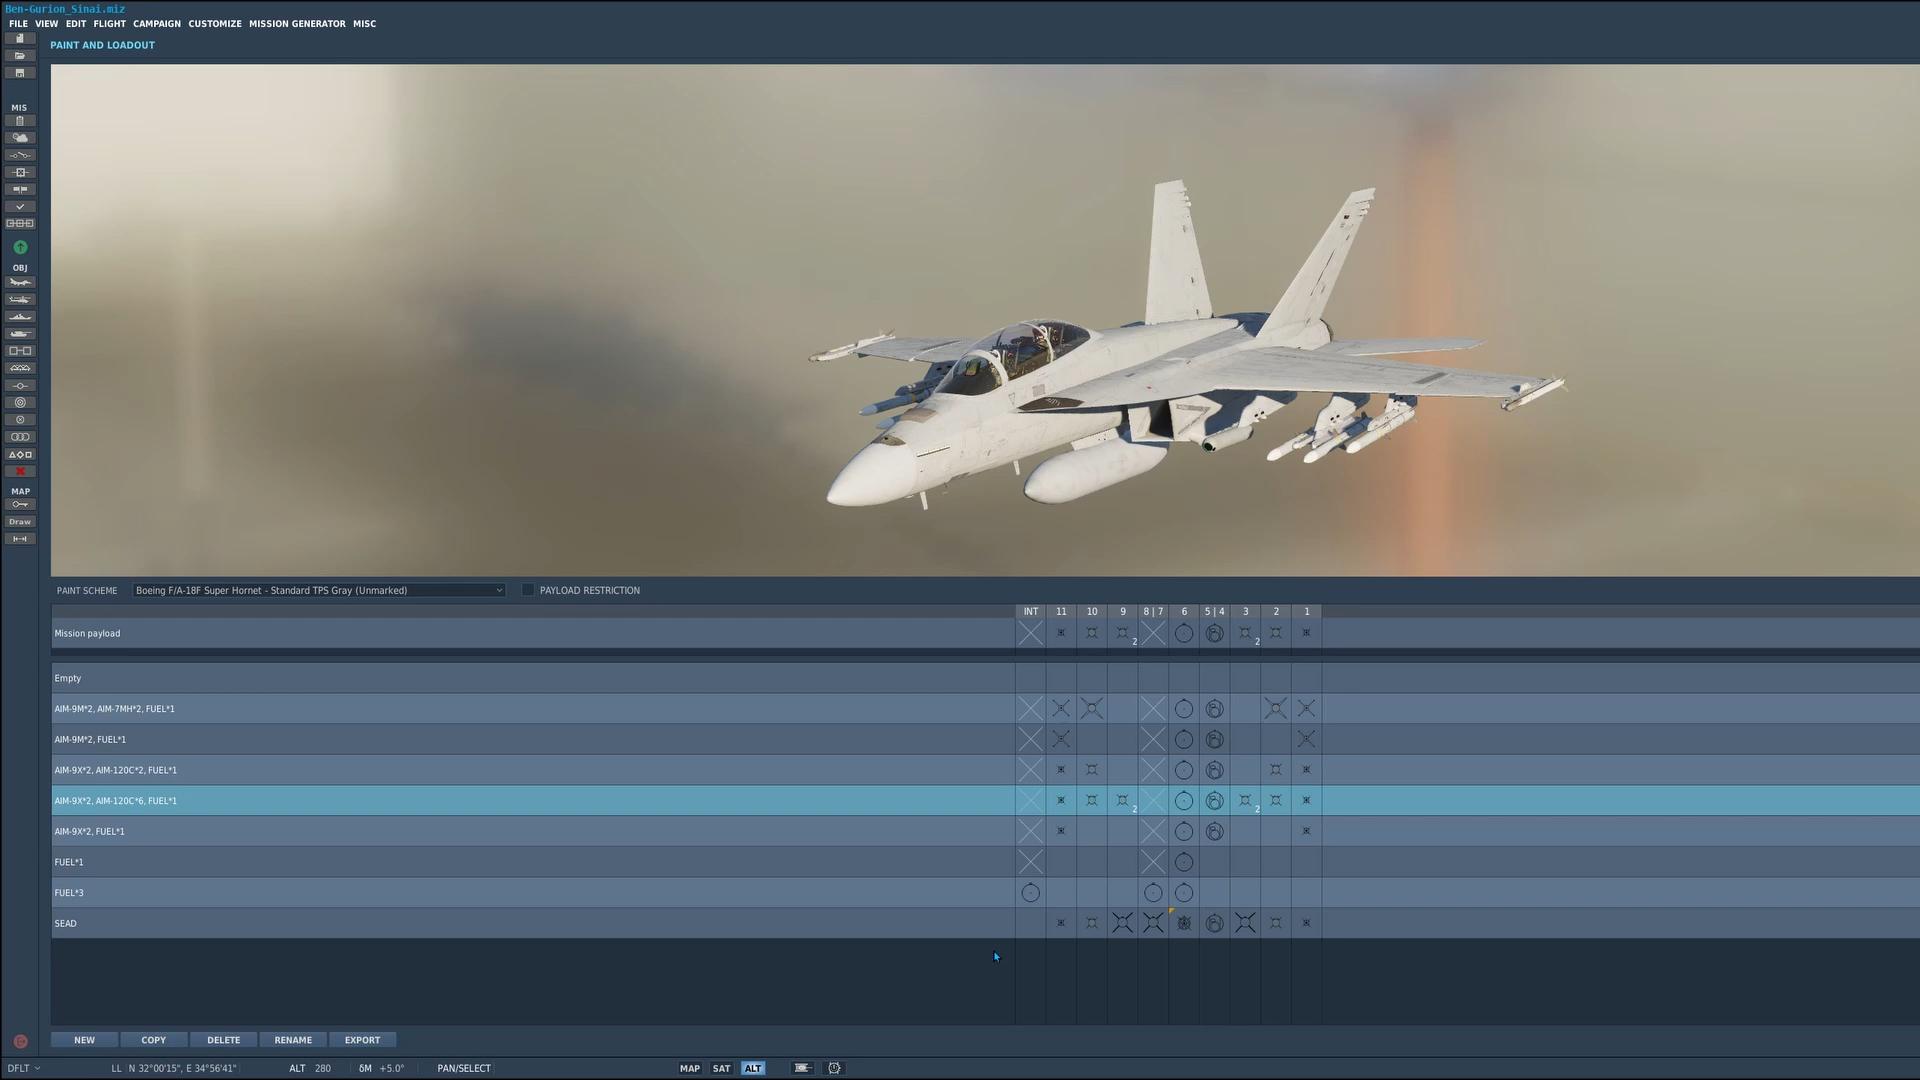 Ben-Gurion_Sinai.miz
FILE VIEW EDIT FLIGHT CAMPAIGN CUSTOMIZE MISSION GENERATOR MISC
PAINT AND LOADOUT
MIS
OBJ
MAP
Draw
PAINT SCHEME Boeing F/A-18F Super Hornet - Standard TPS Gray (Unmarked) PAYLOAD RESTRICTION
INT 11 10 9 8 | 7 6 5 | 4 3 2 1
Mission payload 2 2
Empty
AIM-9M*2, AIM-7MH*2, FUEL*1
AIM-9M*2, FUEL*1
AIM-9X*2, AIM-120C*2, FUEL*1
AIM-9X*2, AIM-120C*6, FUEL*1 2 2
AIM-9X*2, FUEL*1
FUEL*1
FUEL*3
SEAD
NEW COPY DELETE RENAME EXPORT
DFLT LL N 32°00'15", E 34°56'41" ALT 280 δM +5.0° PAN/SELECT MAP SAT ALT